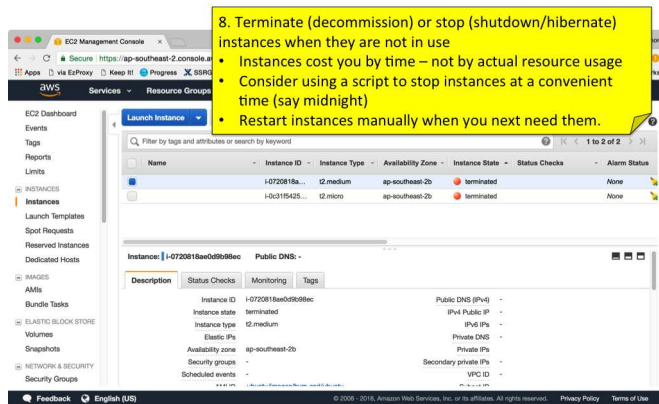 8. Terminate (decommission) or stop (shutdown/hibernate)
instances when they are not in use
• Instances cost you by time – not by actual resource usage
• Consider using a script to stop instances at a convenient
time (say midnight)
• Restart instances manually when you next need them.
EC2 Management Console
Secure https://ap-southeast-2.console.a
Apps via EzProxy Keep It! Progress SSRG
aws Services Resource Groups
EC2 Dashboard
Events
Tags
Reports
Limits
INSTANCES
Instances
Launch Templates
Spot Requests
Reserved Instances
Dedicated Hosts
IMAGES
AMIs
Bundle Tasks
ELASTIC BLOCK STORE
Volumes
Snapshots
NETWORK & SECURITY
Security Groups
Launch Instance
Filter by tags and attributes or search by keyword
1 to 2 of 2
Name Instance ID Instance Type Availability Zone Instance State Status Checks Alarm Status
i-0720818a... t2.medium ap-southeast-2b terminated None
i-0c31f5425... t2.micro ap-southeast-2b terminated None
Instance: i-0720818ae0d9b98ec Public DNS: -
Description Status Checks Monitoring Tags
Instance ID i-0720818ae0d9b98ec Public DNS (IPv4) -
Instance state terminated IPv4 Public IP -
Instance type t2.medium IPv6 IPs -
Elastic IPs Private DNS -
Availability zone ap-southeast-2b Private IPs
Security groups - Secondary private IPs -
Scheduled events - VPC ID -
Feedback English (US) © 2008 - 2018, Amazon Web Services, Inc. or its affiliates. All rights reserved. Privacy Policy Terms of Use